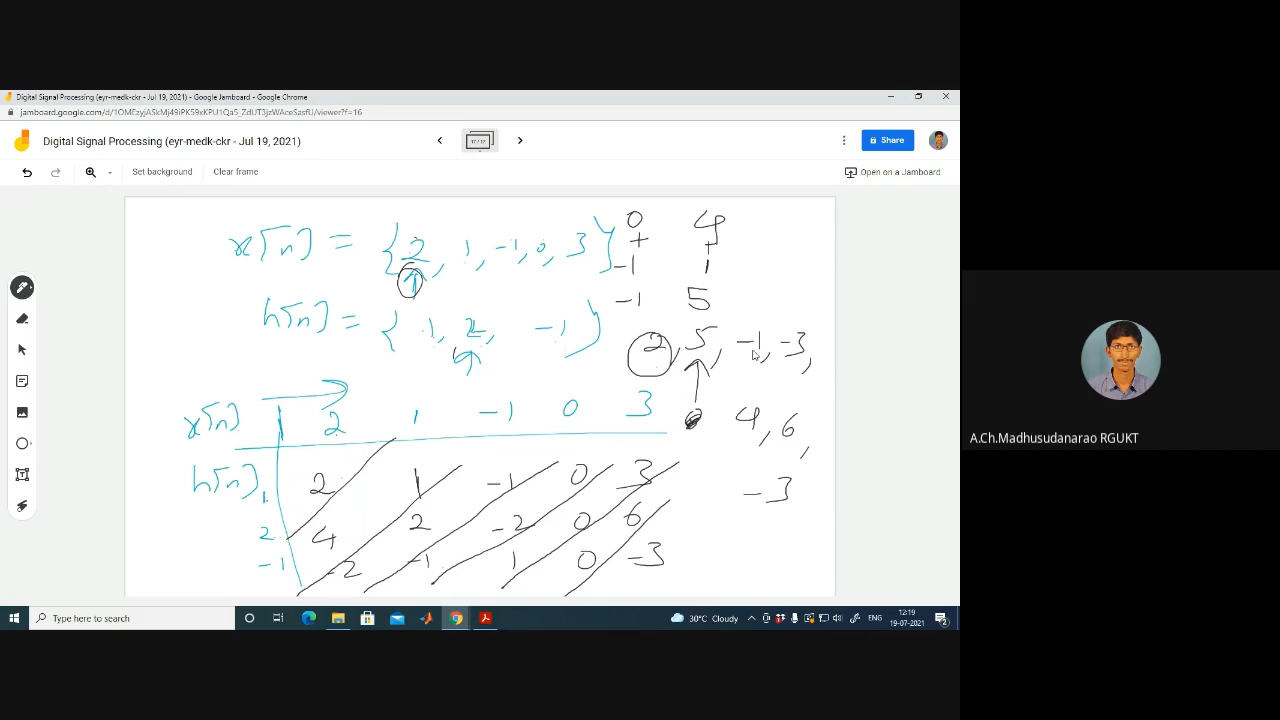 Digital Signal Processing (eyr-medk-ckr - Jul 19, 2021) - Google Jamboard - Google Chrome
Digital Signal Processing (eyr-medk-ckr - Jul 19, 2021)
17 / 17
Share
Set background
Clear frame
Open on a Jamboard
x[n] = { 2, 1, -1, 0, 3 }
h[n] = { 1, 2, -1 }
0 4
+ +
-1 1
-1 5
2, 5, -1, -3,
4, 6,
-3
x[n] 2 1 -1 0 3
h[n]
1 2 1 -1 0 3
2 4 2 -2 0 6
-1 -2 -1 1 0 -3
A.Ch.Madhusudanarao RGUKT
Type here to search
30°C Cloudy
ENG
12:19
19-07-2021
2